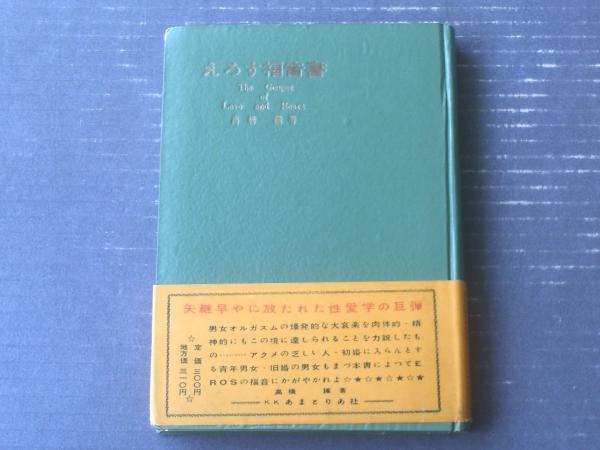 えろす福音書
The Gospel
of
Love and Heart
高橋 鐵著
矢継早やに放たれた性愛学の巨弾
男女オルガスムの爆発的な大哀楽を肉体的・精
神的にもこの境に達しられることを力説したも
の………アクメの乏しい人・初婚に入らんとす
る青年男女・旧婚の男女もまづ本書によつてE
ROSの福音にかがやかれよ☆★☆★☆★☆★
高橋 鐵著
KKあまとりあ社
☆定価 三〇〇円
地方価 三一〇円☆